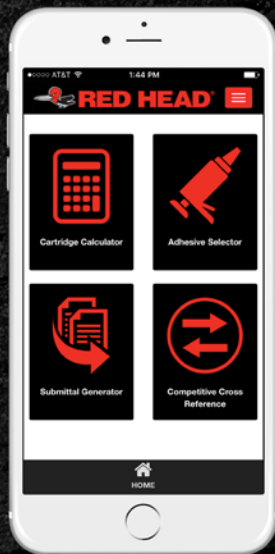 ●○○○○ AT&T 1:44 PM
RED HEAD®
Cartridge Calculator
Adhesive Selector
Submittal Generator
Competitive Cross
Reference
HOME